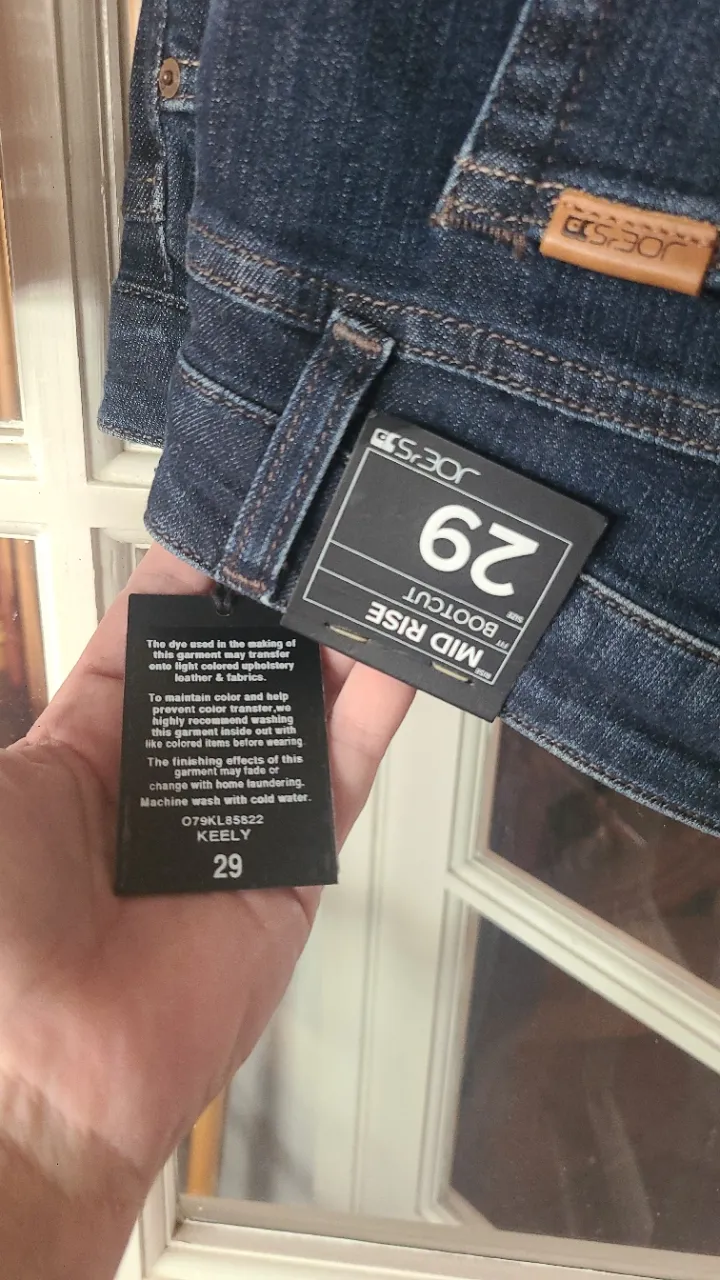 JOE'S
JOE'S
29
SIZE
BOOTCUT
FIT
MID RISE
RISE
The dye used in the making of
this garment may transfer
onto light colored upholstery
leather & fabrics.
To maintain color and help
prevent color transfer,we
highly recommend washing
this garment inside out with
like colored items before wearing.
The finishing effects of this
garment may fade or
change with home laundering.
Machine wash with cold water.
O79KL85822
KEELY
29